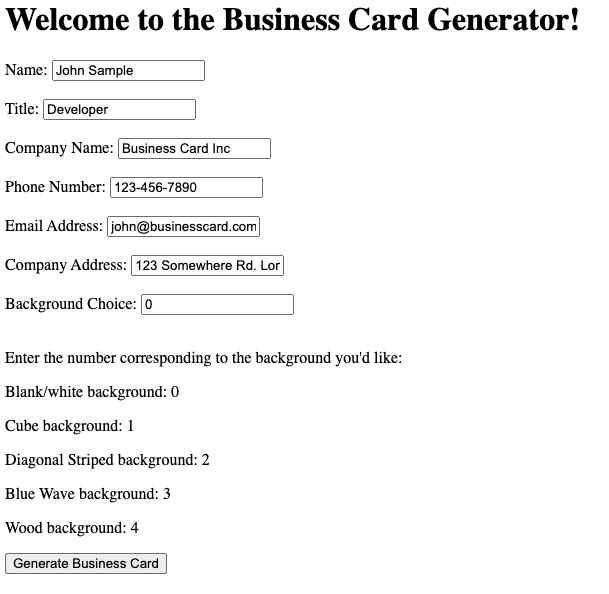 Welcome to the Business Card Generator!
Name: John Sample
Title: Developer
Company Name: Business Card Inc
Phone Number: 123-456-7890
Email Address: john@businesscard.com
Company Address: 123 Somewhere Rd. Lor
Background Choice: 0
Enter the number corresponding to the background you'd like:
Blank/white background: 0
Cube background: 1
Diagonal Striped background: 2
Blue Wave background: 3
Wood background: 4
Generate Business Card